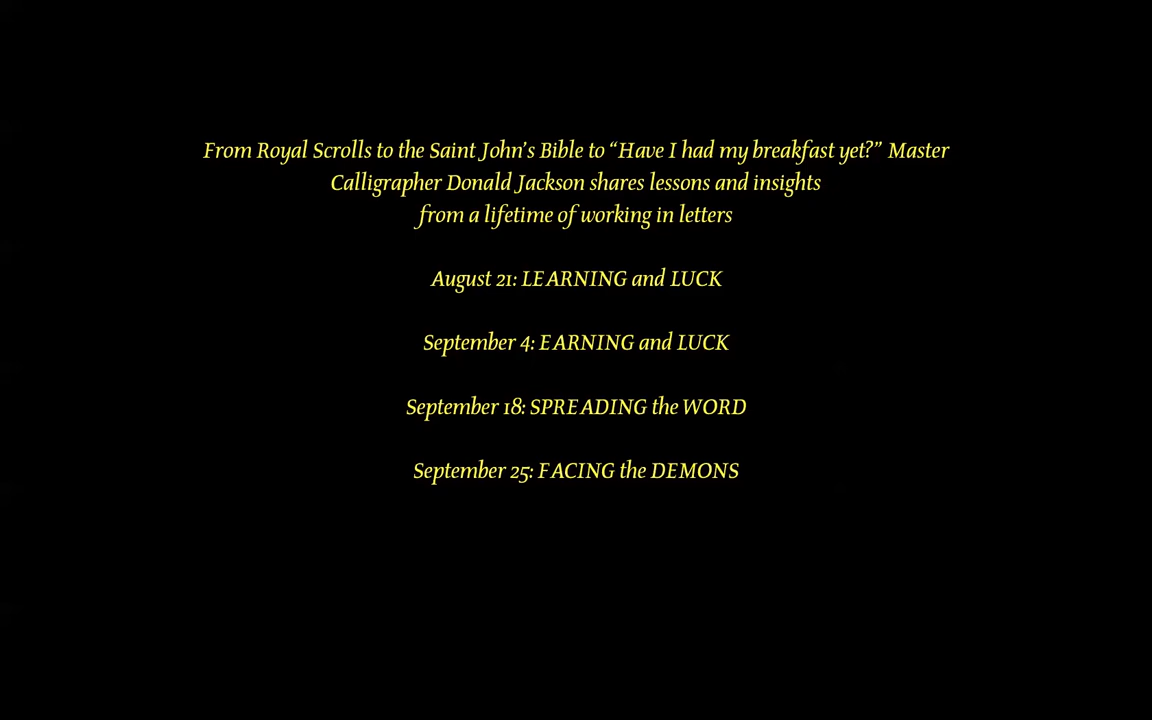 From Royal Scrolls to the Saint John’s Bible to “Have I had my breakfast yet?” Master
Calligrapher Donald Jackson shares lessons and insights
from a lifetime of working in letters
August 21: LEARNING and LUCK
September 4: EARNING and LUCK
September 18: SPREADING the WORD
September 25: FACING the DEMONS